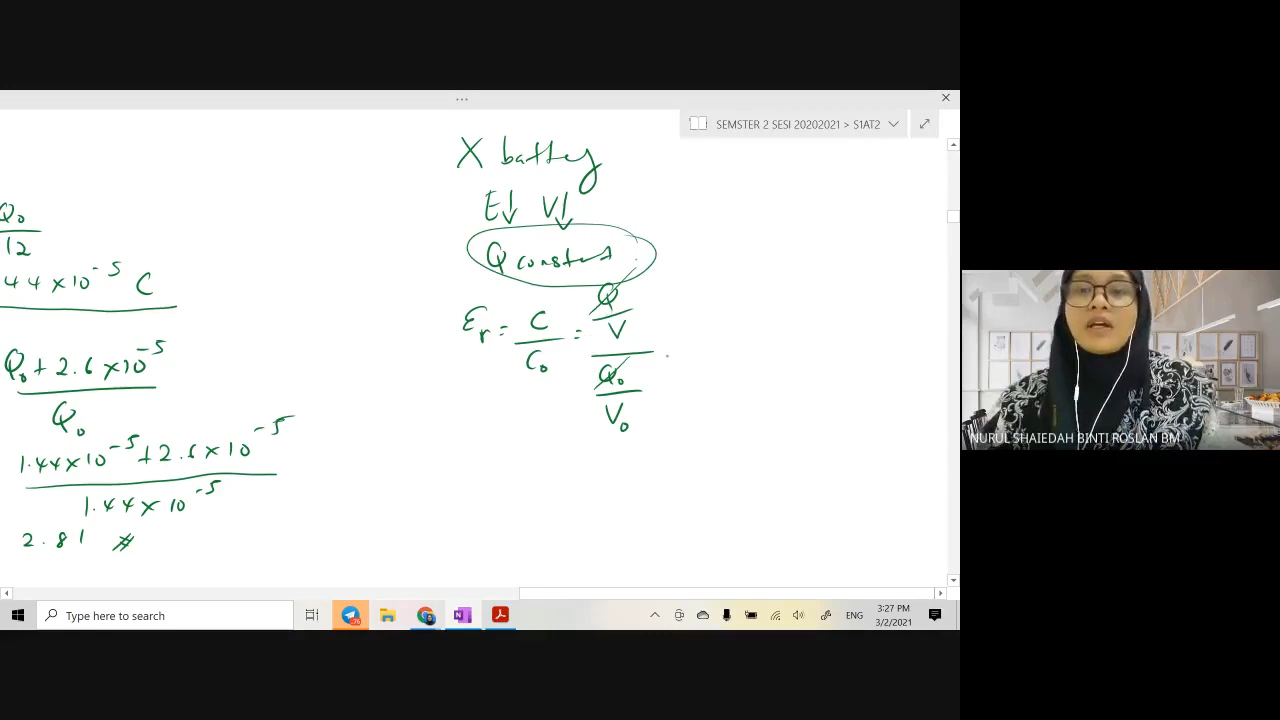 SEMSTER 2 SESI 20202021 > S1AT2
X battery
E↓ V↓
Q constant
εr = C / C₀ = Q / V / Q₀ / V₀
Q₀ / 12
44 x 10⁻⁵ C
Q₀ + 2.6 x 10⁻⁵ / Q₀
1.44 x 10⁻⁵ + 2.6 x 10⁻⁵ / 1.44 x 10⁻⁵
2.81
NURUL SHAIEDAH BINTI ROSLAN BM
Type here to search
76
ENG
3:27 PM
3/2/2021